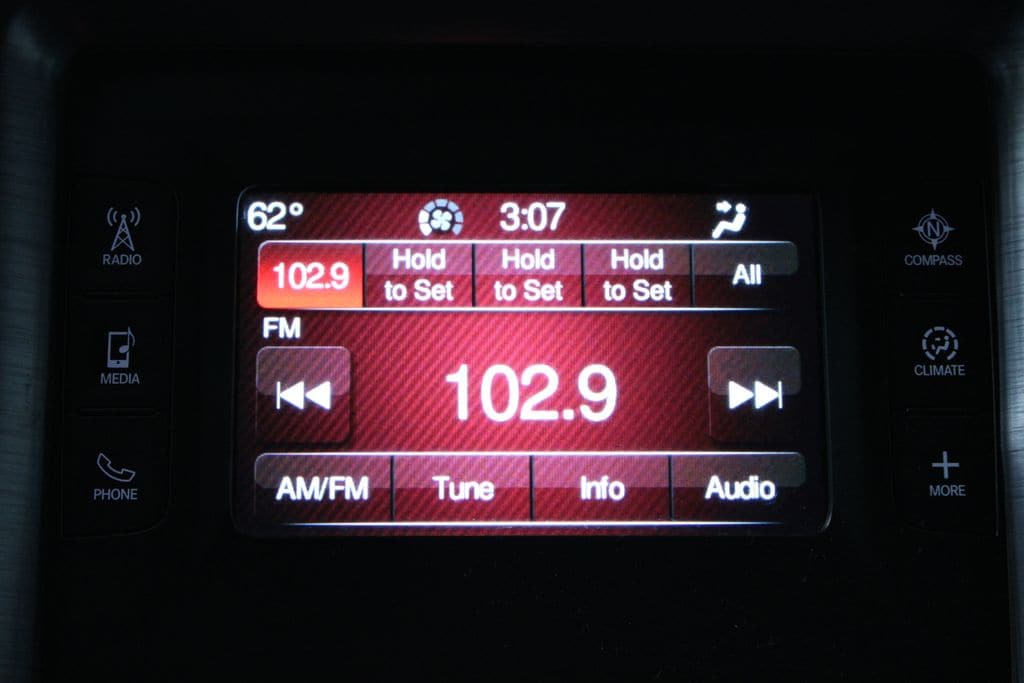 62° 3:07
102.9 Hold to Set Hold to Set Hold to Set All
FM
102.9
AM/FM Tune Info Audio
RADIO
MEDIA
PHONE
N
COMPASS
CLIMATE
MORE